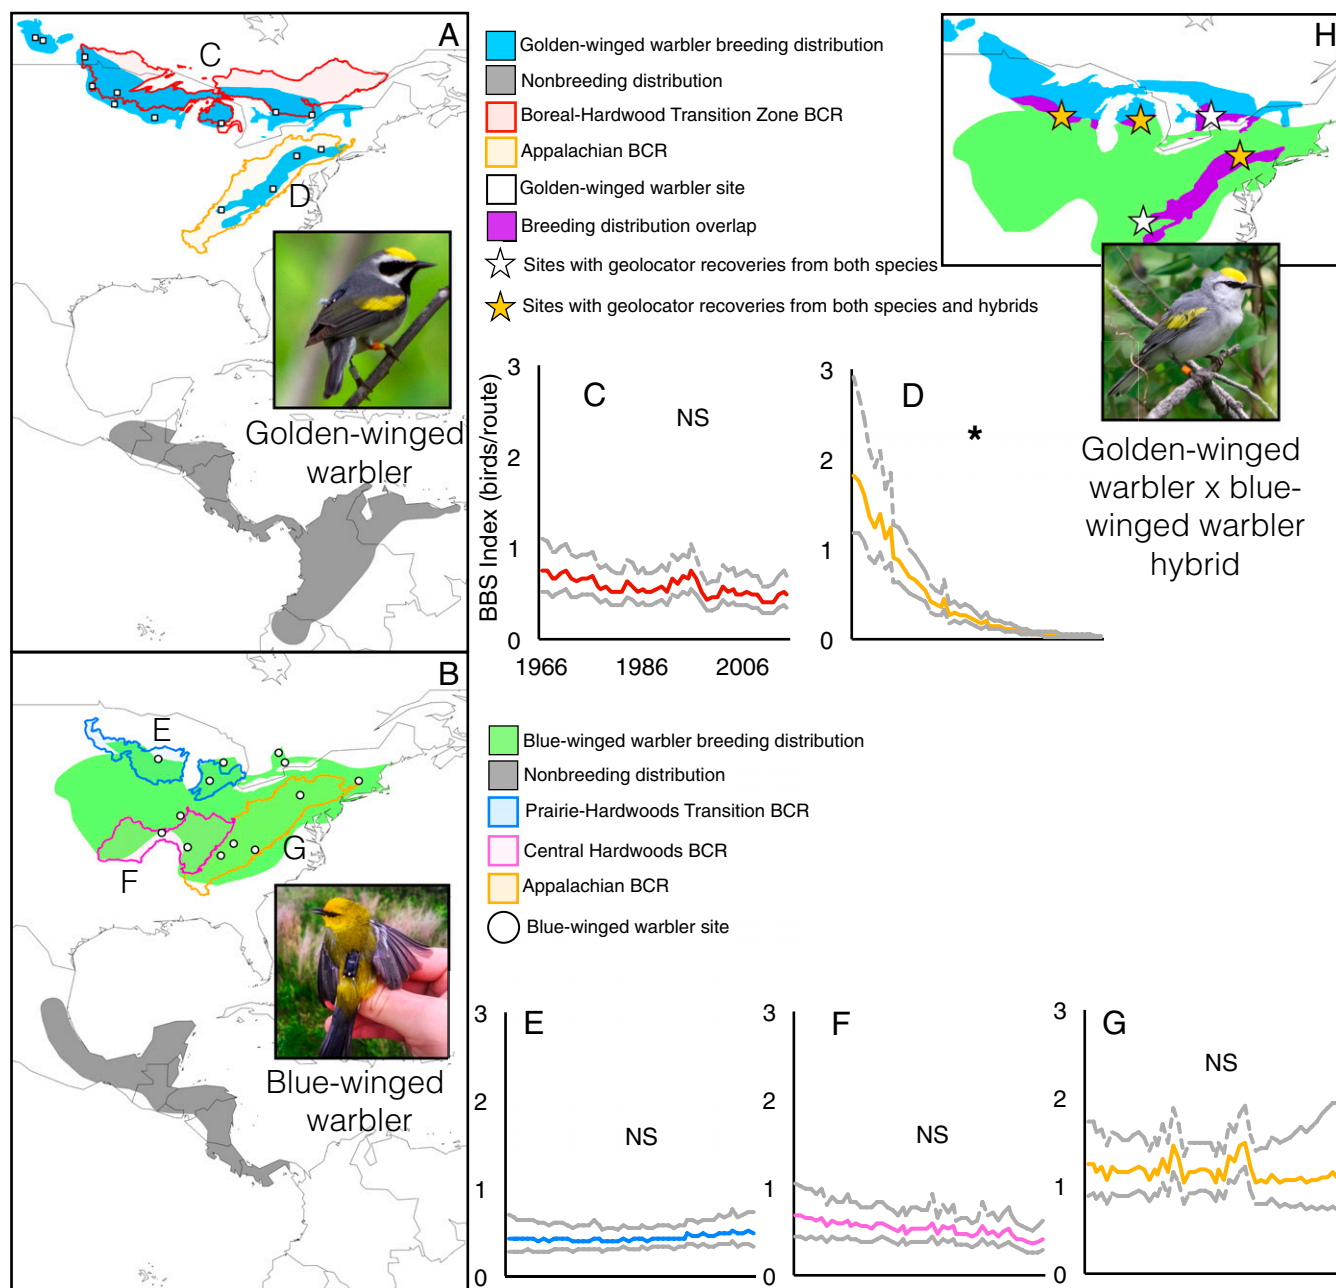 A
C
D
Golden-winged
warbler
Golden-winged warbler breeding distribution
Nonbreeding distribution
Boreal-Hardwood Transition Zone BCR
Appalachian BCR
Golden-winged warbler site
Breeding distribution overlap
Sites with geolocator recoveries from both species
Sites with geolocator recoveries from both species and hybrids
H
Golden-winged
warbler x blue-
winged warbler
hybrid
BBS Index (birds/route)
3
2
1
0
C
NS
1966
1986
2006
3
2
1
0
D
*
B
E
F
G
Blue-winged
warbler
Blue-winged warbler breeding distribution
Nonbreeding distribution
Prairie-Hardwoods Transition BCR
Central Hardwoods BCR
Appalachian BCR
Blue-winged warbler site
3
2
1
0
E
NS
3
2
1
0
F
NS
3
2
1
0
G
NS